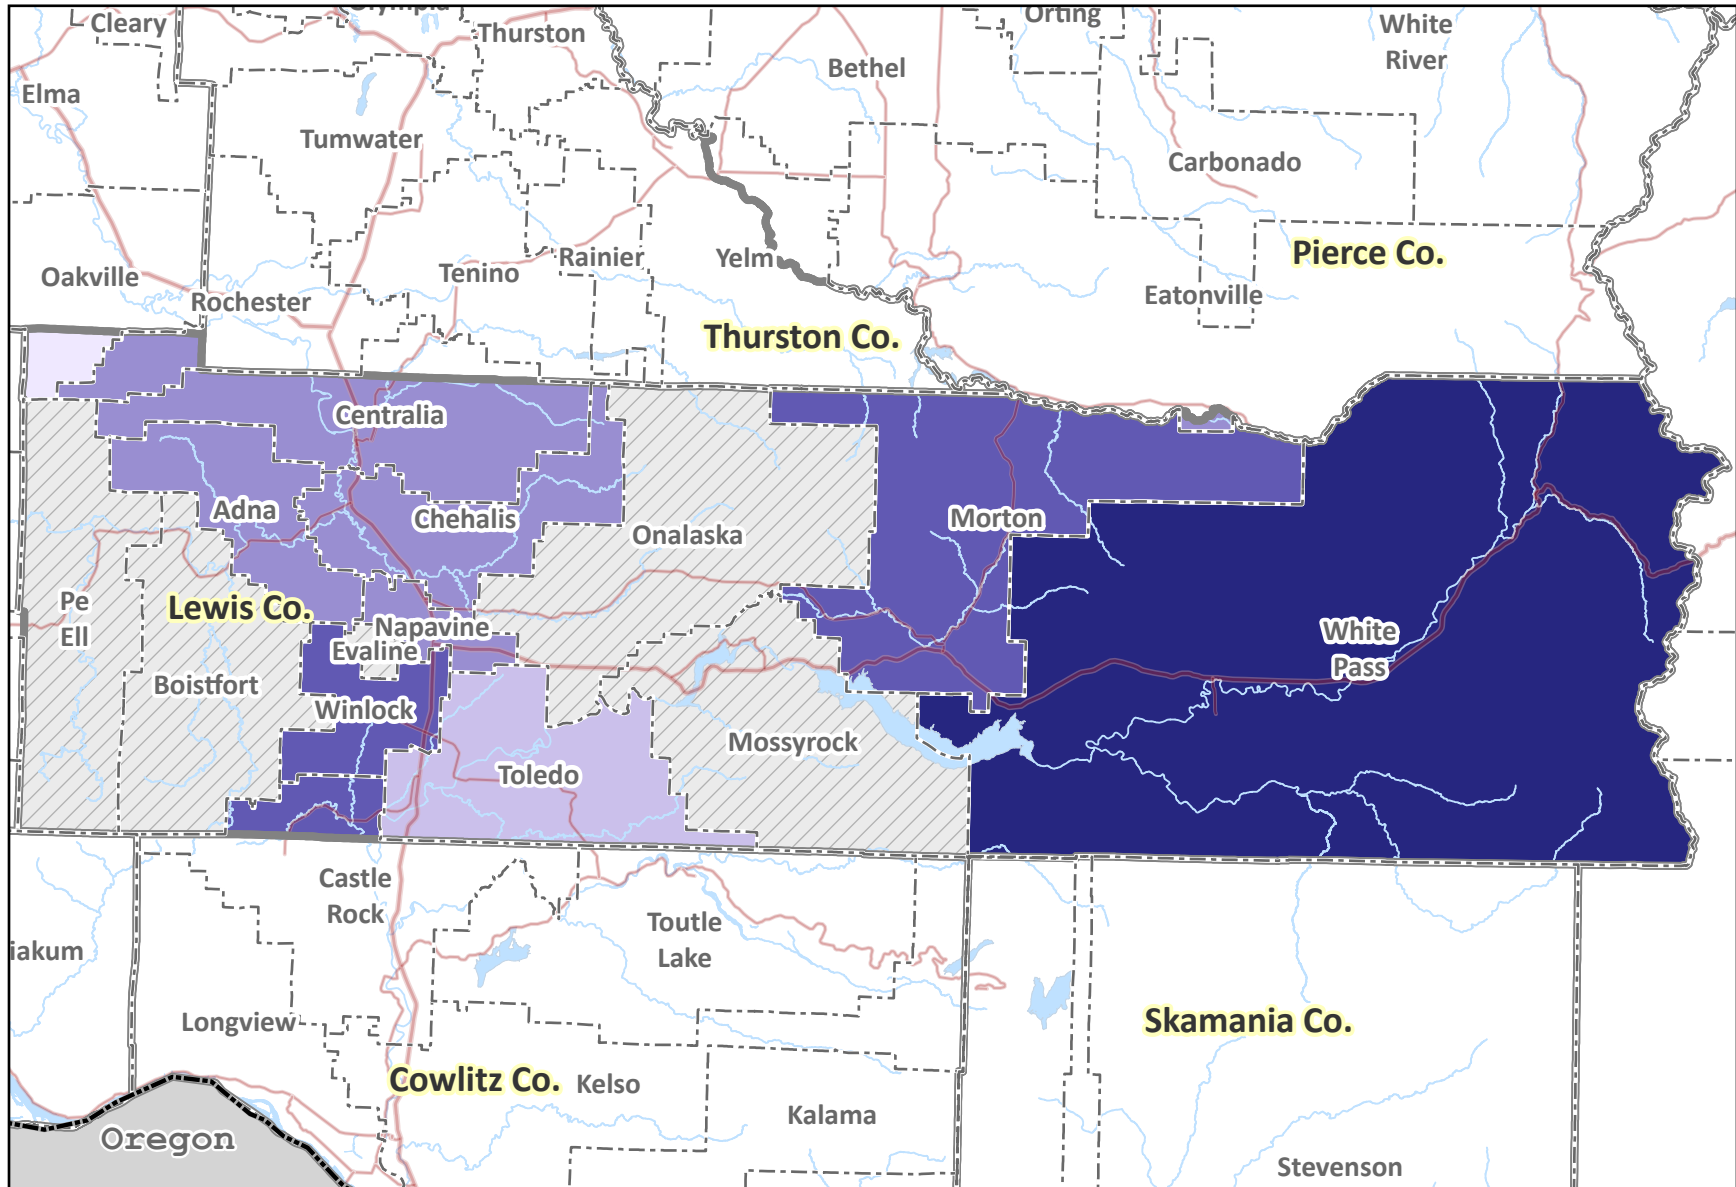 Olympia
Orting
Cleary
Thurston
White
River
Bethel
Elma
Tumwater
Carbonado
Pierce Co.
Rainier
Yelm
Tenino
Oakville
Eatonville
Rochester
Thurston Co.
Centralia
Adna
Chehalis
Morton
Onalaska
Pe
Ell
Lewis Co.
Napavine
Evaline
White
Pass
Boistfort
Winlock
Mossyrock
Toledo
Castle
Rock
Toutle
Lake
iakum
Longview
Skamania Co.
Cowlitz Co.
Kelso
Kalama
Oregon
Stevenson